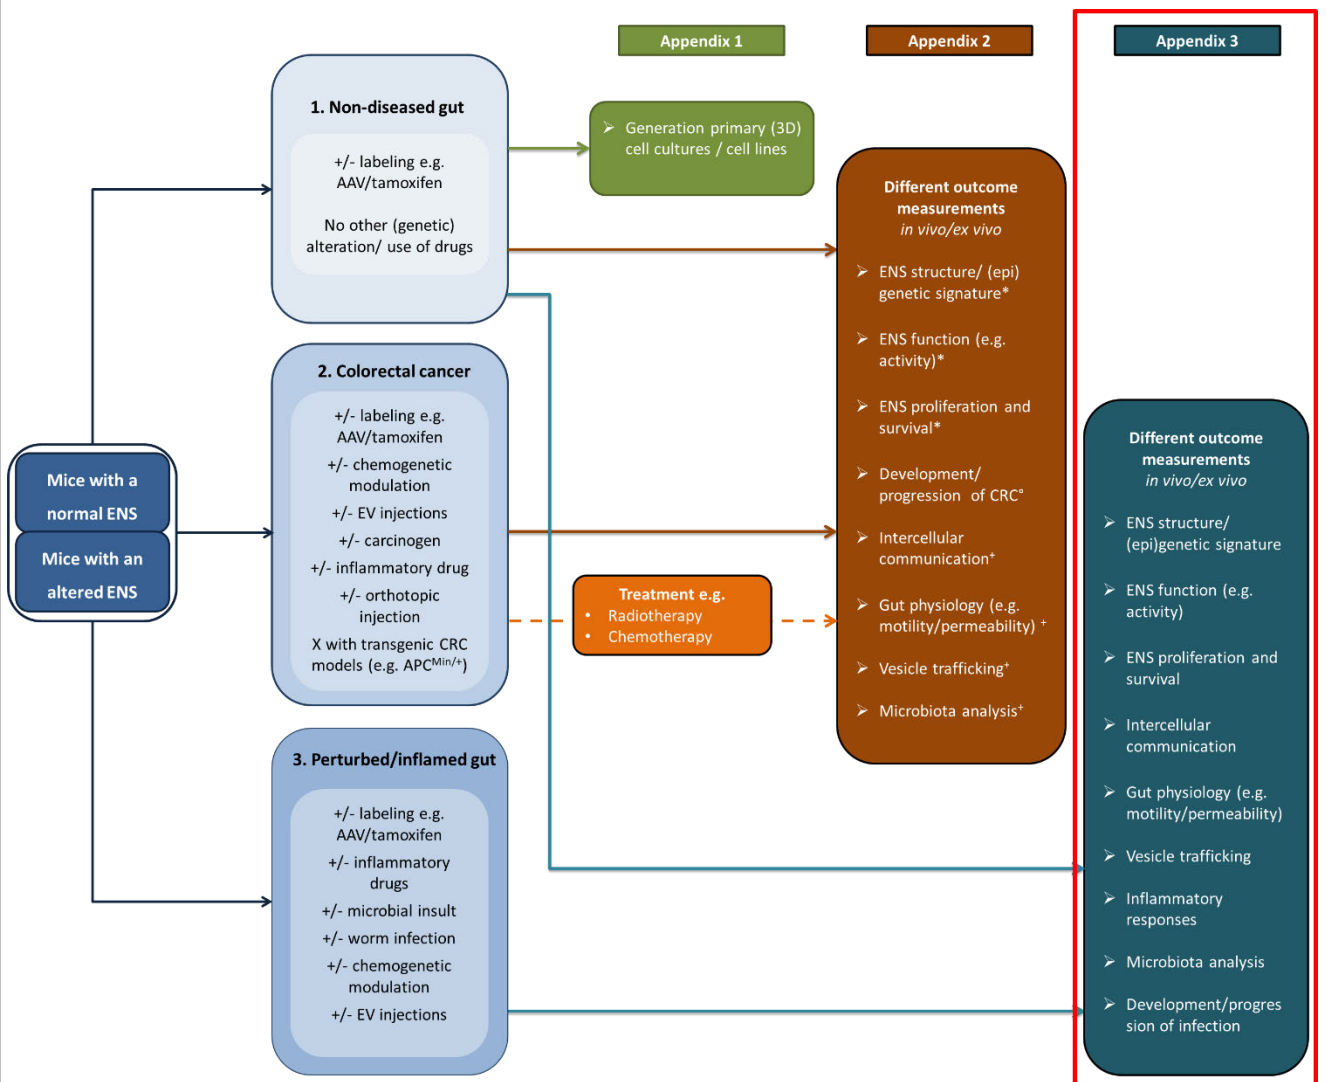 Appendix 1
Appendix 2
Appendix 3
Mice with a
normal ENS
Mice with an
altered ENS
1. Non-diseased gut
+/- labeling e.g.
AAV/tamoxifen
No other (genetic)
alteration/ use of drugs
2. Colorectal cancer
+/- labeling e.g.
AAV/tamoxifen
+/- chemogenetic
modulation
+/- EV injections
+/- carcinogen
+/- inflammatory drug
+/- orthotopic
injection
X with transgenic CRC
models (e.g. APCMin/+)
3. Perturbed/inflamed gut
+/- labeling e.g.
AAV/tamoxifen
+/- inflammatory
drugs
+/- microbial insult
+/- worm infection
+/- chemogenetic
modulation
+/- EV injections
➢ Generation primary (3D)
cell cultures / cell lines
Treatment e.g.
• Radiotherapy
• Chemotherapy
Different outcome
measurements
in vivo/ex vivo
➢ ENS structure/ (epi)
genetic signature*
➢ ENS function (e.g.
activity)*
➢ ENS proliferation and
survival*
➢ Development/
progression of CRC°
➢ Intercellular
communication⁺
➢ Gut physiology (e.g.
motility/permeability) ⁺
➢ Vesicle trafficking⁺
➢ Microbiota analysis⁺
Different outcome
measurements
in vivo/ex vivo
➢ ENS structure/
(epi)genetic signature
➢ ENS function (e.g.
activity)
➢ ENS proliferation and
survival
➢ Intercellular
communication
➢ Gut physiology (e.g.
motility/permeability)
➢ Vesicle trafficking
➢ Inflammatory
responses
➢ Microbiota analysis
➢ Development/progres
sion of infection